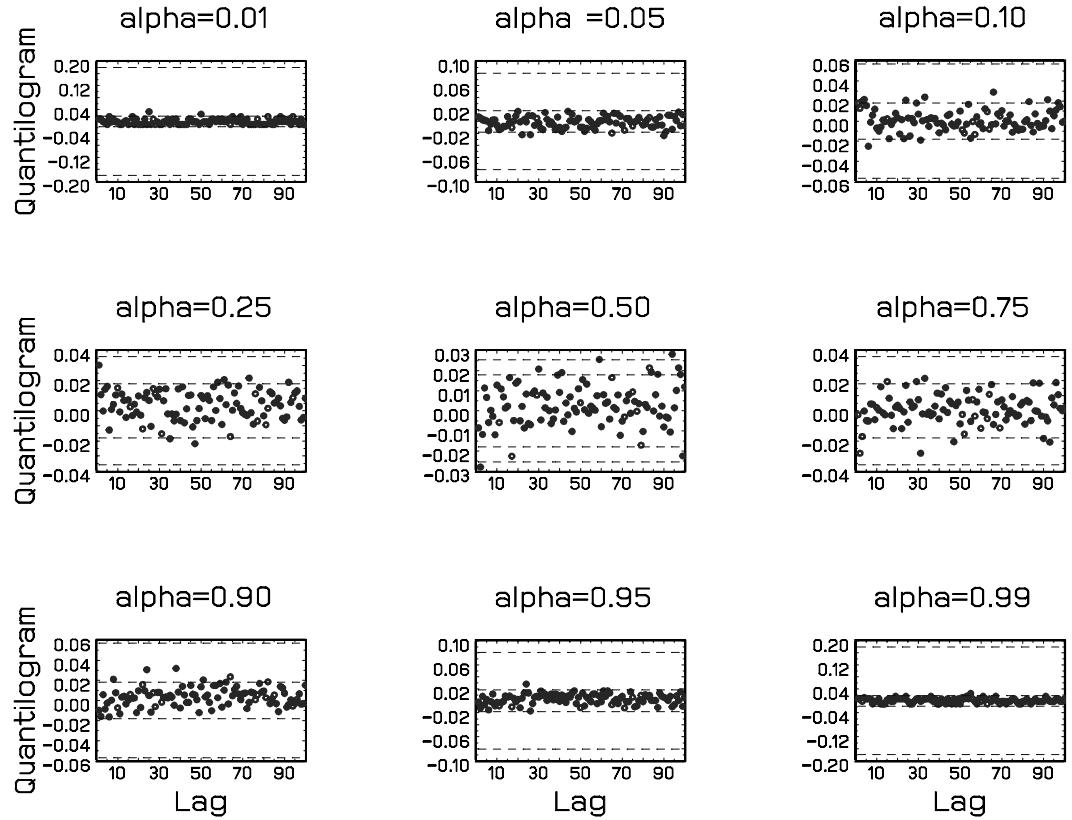 alpha=0.01 alpha =0.05 alpha=0.10
Quantilogram
0.20 0.10 0.06
0.12 0.06 0.04
0.04 0.02 0.02
0.00
−0.04 −0.02 −0.02
−0.12 −0.06 −0.04
−0.20 −0.10 −0.06
10 30 50 70 90 10 30 50 70 90 10 30 50 70 90
alpha=0.25 alpha=0.50 alpha=0.75
Quantilogram
0.04 0.03 0.04
0.02 0.02 0.02
0.01
0.00 0.00 0.00
−0.01
−0.02 −0.02 −0.02
−0.04 −0.03 −0.04
10 30 50 70 90 10 30 50 70 90 10 30 50 70 90
alpha=0.90 alpha=0.95 alpha=0.99
Quantilogram
0.06 0.10 0.20
0.04 0.06 0.12
0.02 0.02 0.04
0.00
−0.02 −0.02 −0.04
−0.04 −0.06 −0.12
−0.06 −0.10 −0.20
10 30 50 70 90 10 30 50 70 90 10 30 50 70 90
Lag Lag Lag